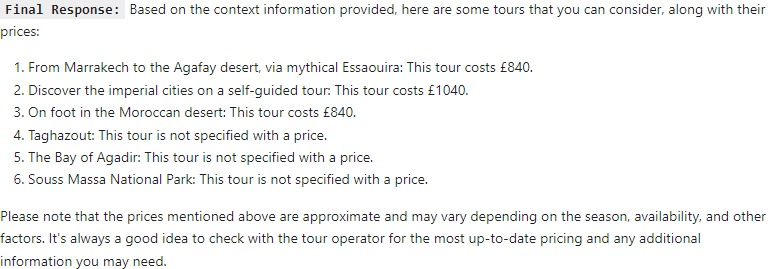 Final Response: Based on the context information provided, here are some tours that you can consider, along with their
prices:
1. From Marrakech to the Agafay desert, via mythical Essaouira: This tour costs £840.
2. Discover the imperial cities on a self-guided tour: This tour costs £1040.
3. On foot in the Moroccan desert: This tour costs £840.
4. Taghazout: This tour is not specified with a price.
5. The Bay of Agadir: This tour is not specified with a price.
6. Souss Massa National Park: This tour is not specified with a price.
Please note that the prices mentioned above are approximate and may vary depending on the season, availability, and other
factors. It's always a good idea to check with the tour operator for the most up-to-date pricing and any additional
information you may need.